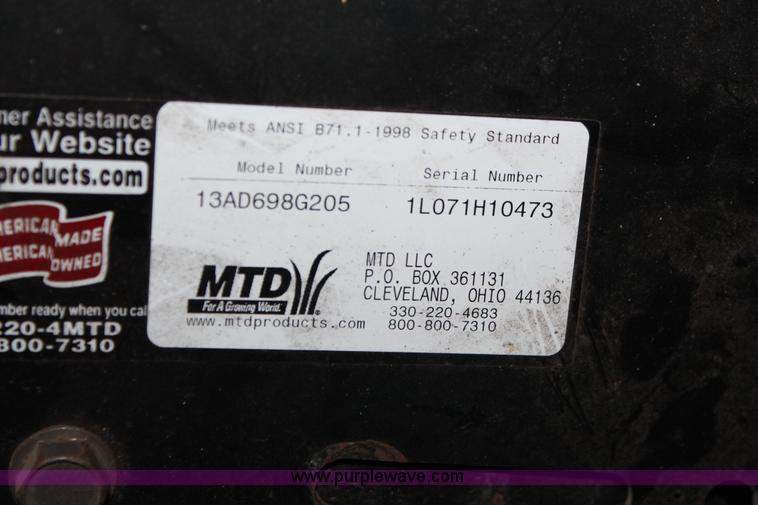 ner Assistance
ur Website
products.com
MERICAN MADE
MERICAN OWNED
mber ready when you cal
220-4MTD
800-7310
Meets ANSI B71.1-1998 Safety Standard
Model Number Serial Number
13AD698G205 1L071H10473
MTD
For A Growing World.
www.mtdproducts.com
MTD LLC
P.O. BOX 361131
CLEVELAND, OHIO 44136
330-220-4683
800-800-7310
www.purplewave.com